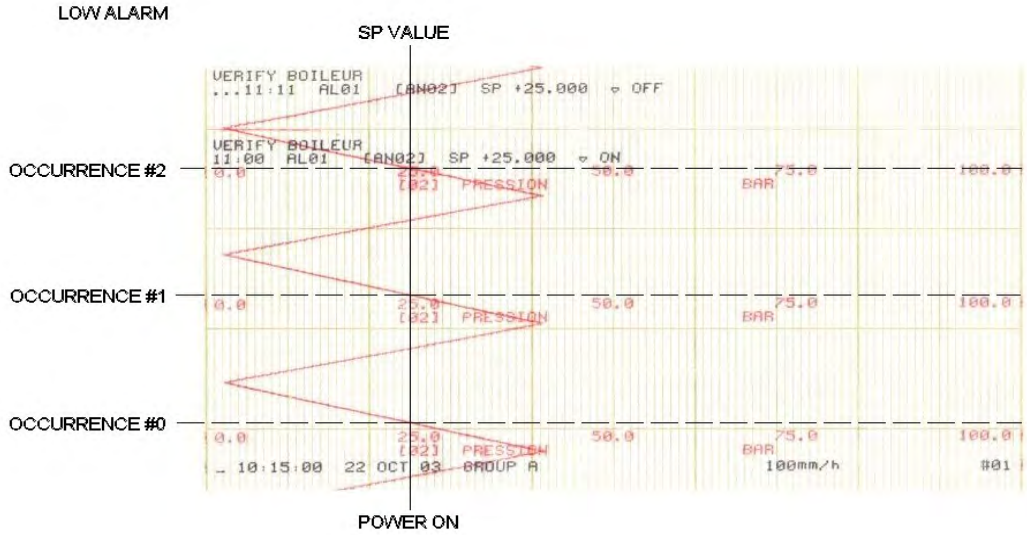 LOW ALARM
SP VALUE
VERIFY BOILEUR
...11:11 AL01 [AN02] SP +25.000 ▿ OFF
VERIFY BOILEUR
11:00 AL01 [AN02] SP +25.000 ▿ ON
OCCURRENCE #2
0.0 25.0 50.0 75.0 100.0
[02] PRESSION BAR
OCCURRENCE #1
0.0 25.0 50.0 75.0 100.0
[02] PRESSION BAR
OCCURRENCE #0
0.0 25.0 50.0 75.0 100.0
[02] PRESSION BAR
_ 10:15:00 22 OCT 03 GROUP A 100mm/h #01
POWER ON